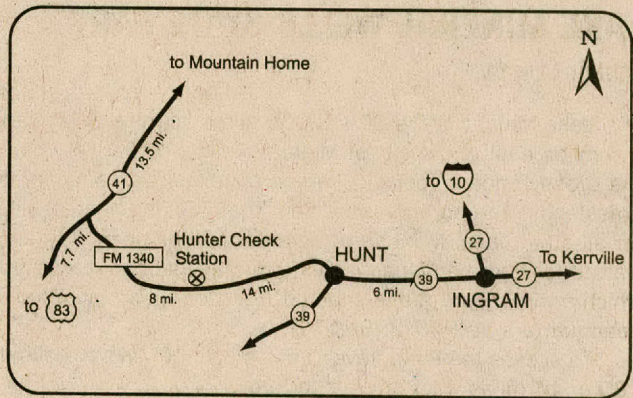 N
to Mountain Home
13.5 mi.
41
to 10
7.7 mi.
FM 1340
Hunter Check
Station
HUNT
27
To Kerrville
27
8 mi.
14 mi.
6 mi.
39
INGRAM
to 83
39